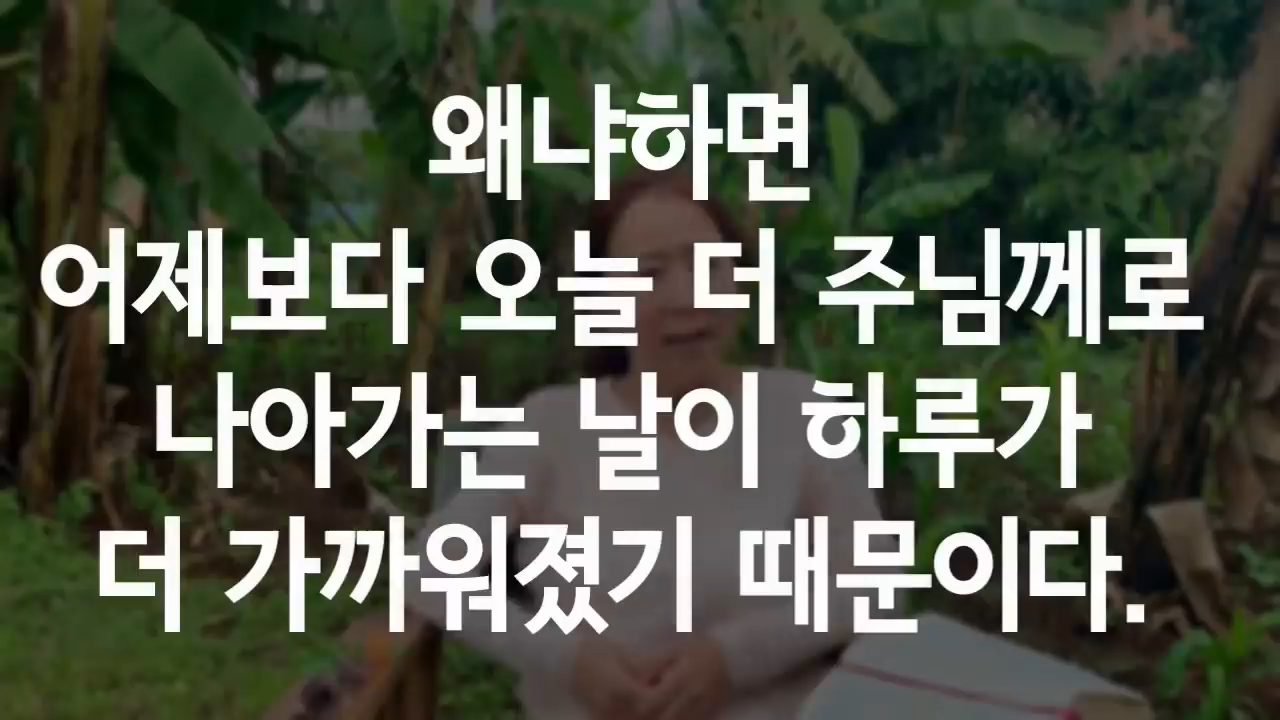 왜냐하면
어제보다 오늘 더 주님께로
나아가는 날이 하루가
더 가까워졌기 때문이다.